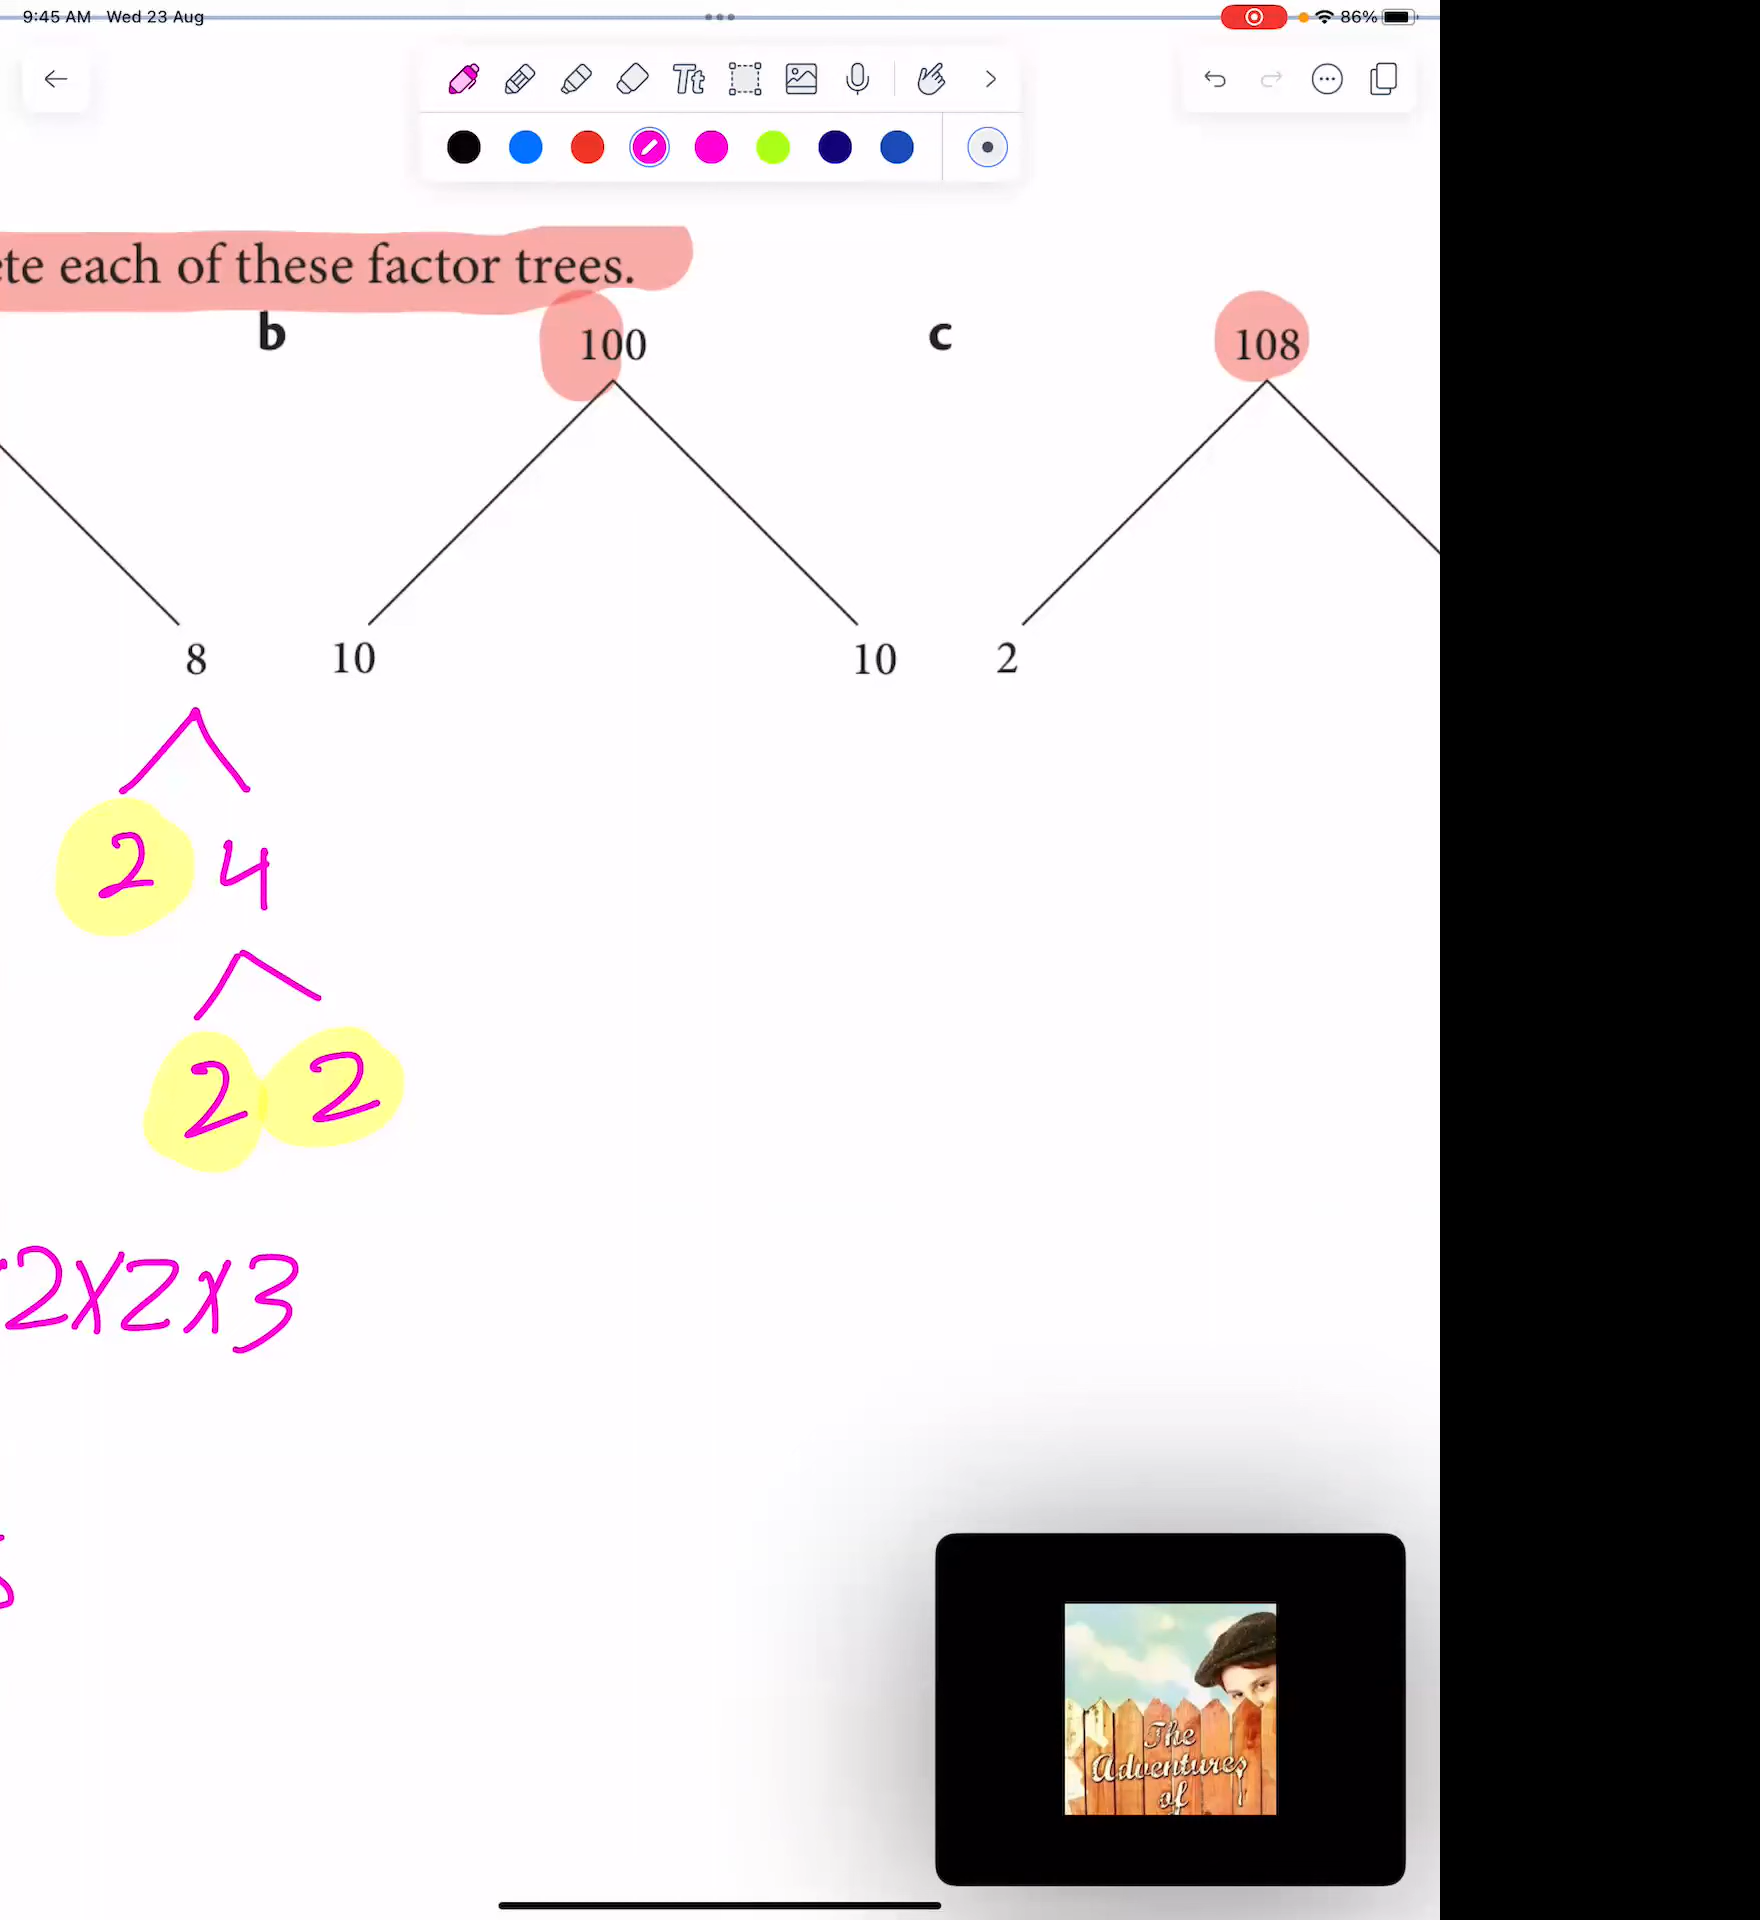 9:45 AM Wed 23 Aug
86%
Tt
te each of these factor trees.
b 100 c 108
8 10 10 2
2 4
2 2
2x2x3
The
Adventures
of